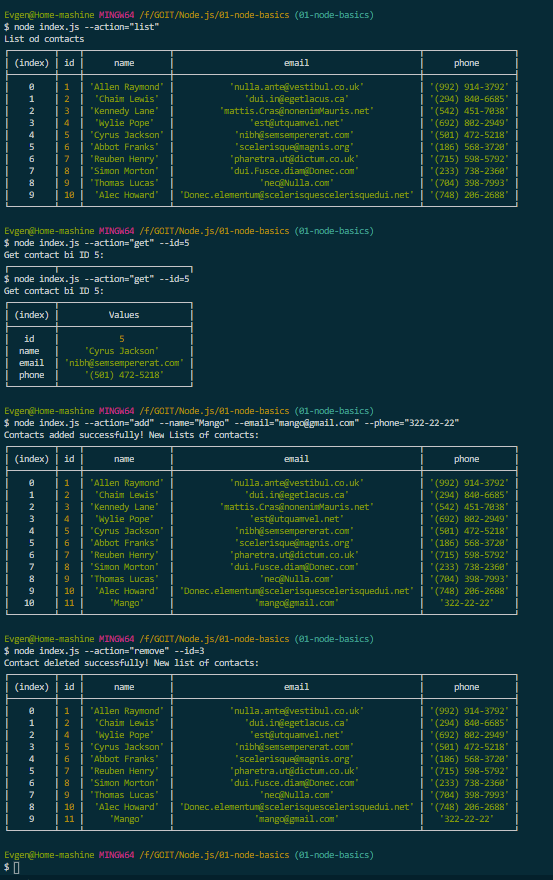 Evgen@Home-mashine MINGW64 /f/GOIT/Node.js/01-node-basics (01-node-basics)
$ node index.js --action="list"
List od contacts
(index) id name email phone
0 1 'Allen Raymond' 'nulla.ante@vestibul.co.uk' '(992) 914-3792'
1 2 'Chaim Lewis' 'dui.in@egetlacus.ca' '(294) 840-6685'
2 3 'Kennedy Lane' 'mattis.Cras@nonenimMauris.net' '(542) 451-7038'
3 4 'Wylie Pope' 'est@utquamvel.net' '(692) 802-2949'
4 5 'Cyrus Jackson' 'nibh@semsempererat.com' '(501) 472-5218'
5 6 'Abbot Franks' 'scelerisque@magnis.org' '(186) 568-3720'
6 7 'Reuben Henry' 'pharetra.ut@dictum.co.uk' '(715) 598-5792'
7 8 'Simon Morton' 'dui.Fusce.diam@Donec.com' '(233) 738-2360'
8 9 'Thomas Lucas' 'nec@Nulla.com' '(704) 398-7993'
9 10 'Alec Howard' 'Donec.elementum@scelerisquescelerisquedui.net' '(748) 206-2688'
Evgen@Home-mashine MINGW64 /f/GOIT/Node.js/01-node-basics (01-node-basics)
$ node index.js --action="get" --id=5
Get contact bi ID 5:
$ node index.js --action="get" --id=5
Get contact bi ID 5:
(index) Values
id 5
name 'Cyrus Jackson'
email 'nibh@semsempererat.com'
phone '(501) 472-5218'
Evgen@Home-mashine MINGW64 /f/GOIT/Node.js/01-node-basics (01-node-basics)
$ node index.js --action="add" --name="Mango" --email="mango@gmail.com" --phone="322-22-22"
Contacts added successfully! New Lists of contacts:
(index) id name email phone
0 1 'Allen Raymond' 'nulla.ante@vestibul.co.uk' '(992) 914-3792'
1 2 'Chaim Lewis' 'dui.in@egetlacus.ca' '(294) 840-6685'
2 3 'Kennedy Lane' 'mattis.Cras@nonenimMauris.net' '(542) 451-7038'
3 4 'Wylie Pope' 'est@utquamvel.net' '(692) 802-2949'
4 5 'Cyrus Jackson' 'nibh@semsempererat.com' '(501) 472-5218'
5 6 'Abbot Franks' 'scelerisque@magnis.org' '(186) 568-3720'
6 7 'Reuben Henry' 'pharetra.ut@dictum.co.uk' '(715) 598-5792'
7 8 'Simon Morton' 'dui.Fusce.diam@Donec.com' '(233) 738-2360'
8 9 'Thomas Lucas' 'nec@Nulla.com' '(704) 398-7993'
9 10 'Alec Howard' 'Donec.elementum@scelerisquescelerisquedui.net' '(748) 206-2688'
10 11 'Mango' 'mango@gmail.com' '322-22-22'
Evgen@Home-mashine MINGW64 /f/GOIT/Node.js/01-node-basics (01-node-basics)
$ node index.js --action="remove" --id=3
Contact deleted successfully! New list of contacts:
(index) id name email phone
0 1 'Allen Raymond' 'nulla.ante@vestibul.co.uk' '(992) 914-3792'
1 2 'Chaim Lewis' 'dui.in@egetlacus.ca' '(294) 840-6685'
2 4 'Wylie Pope' 'est@utquamvel.net' '(692) 802-2949'
3 5 'Cyrus Jackson' 'nibh@semsempererat.com' '(501) 472-5218'
4 6 'Abbot Franks' 'scelerisque@magnis.org' '(186) 568-3720'
5 7 'Reuben Henry' 'pharetra.ut@dictum.co.uk' '(715) 598-5792'
6 8 'Simon Morton' 'dui.Fusce.diam@Donec.com' '(233) 738-2360'
7 9 'Thomas Lucas' 'nec@Nulla.com' '(704) 398-7993'
8 10 'Alec Howard' 'Donec.elementum@scelerisquescelerisquedui.net' '(748) 206-2688'
9 11 'Mango' 'mango@gmail.com' '322-22-22'
Evgen@Home-mashine MINGW64 /f/GOIT/Node.js/01-node-basics (01-node-basics)
$